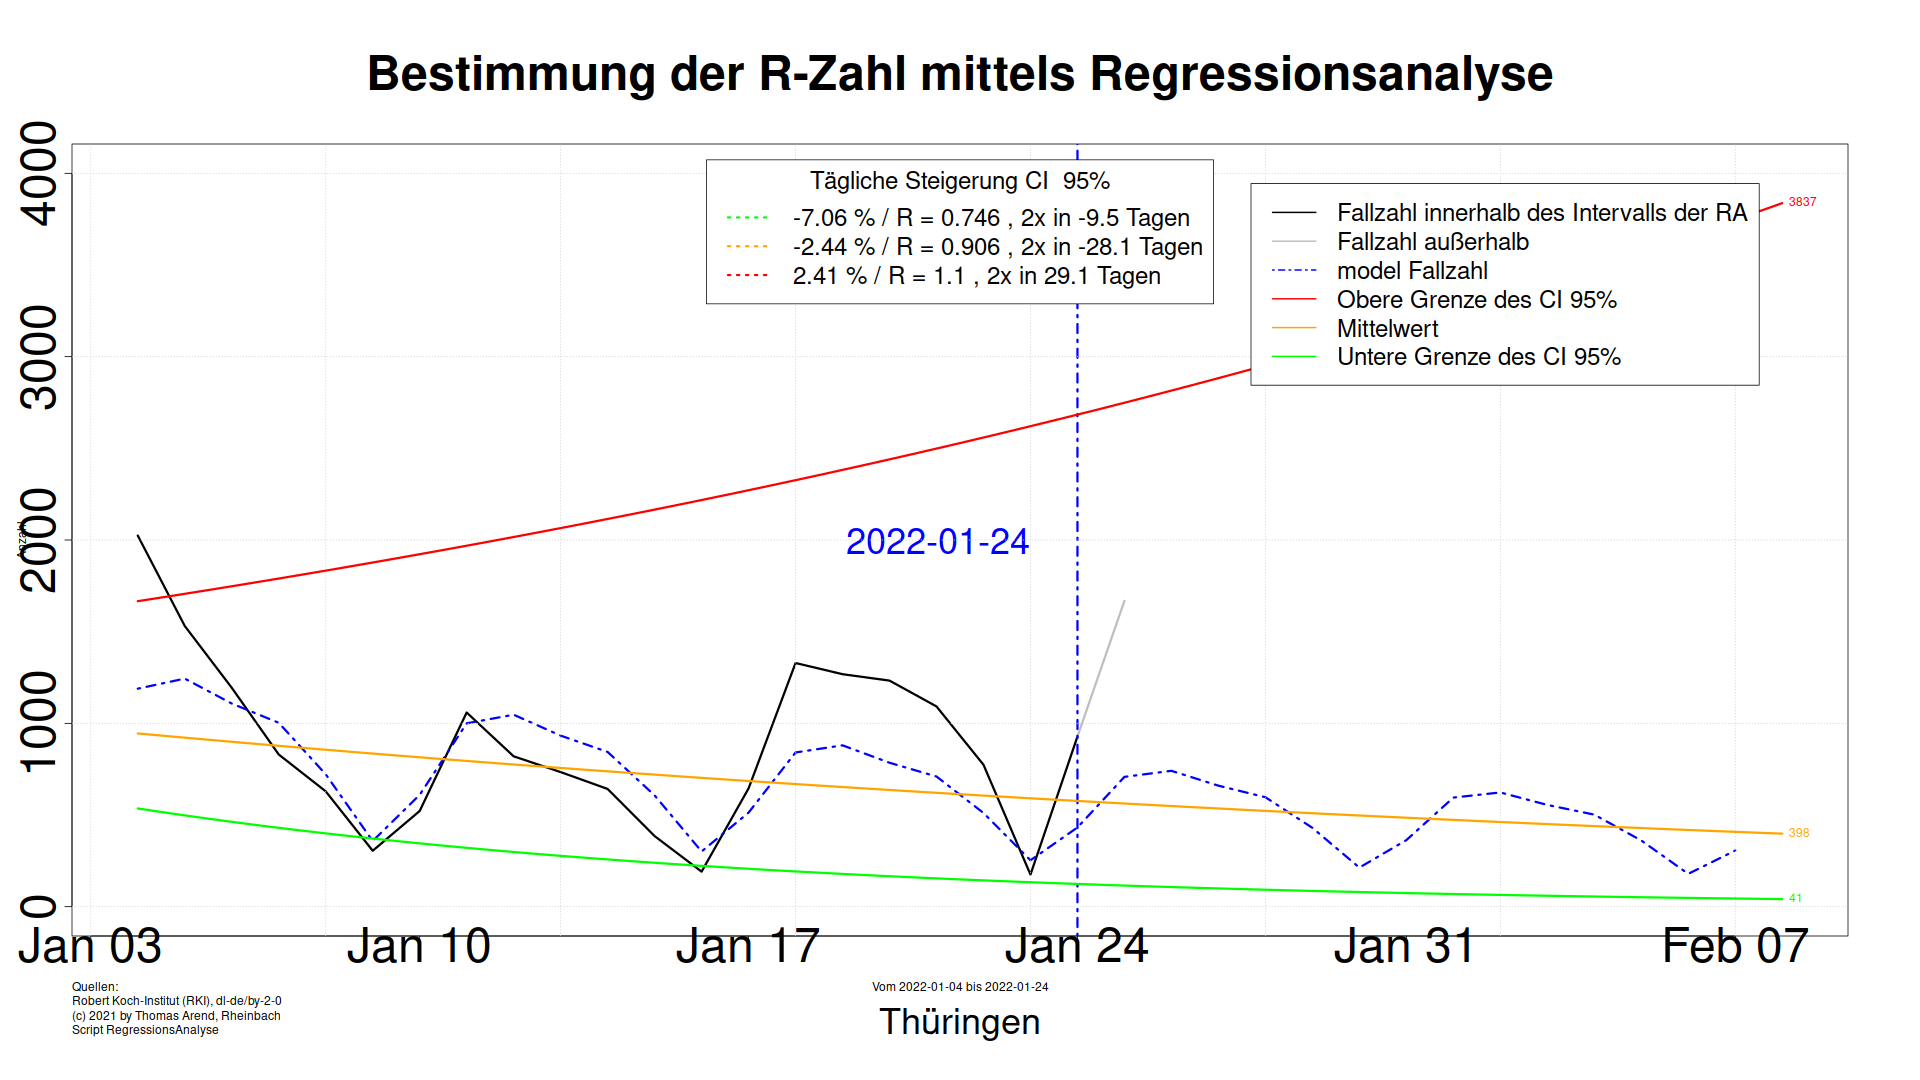 Bestimmung der R-Zahl mittels Regressionsanalyse
4000
3000
2000
1000
0
Anzahl
Tägliche Steigerung CI  95%
-7.06 % / R = 0.746 , 2x in -9.5 Tagen
-2.44 % / R = 0.906 , 2x in -28.1 Tagen
2.41 % / R = 1.1 , 2x in 29.1 Tagen
Fallzahl innerhalb des Intervalls der RA
Fallzahl außerhalb
model Fallzahl
Obere Grenze des CI 95%
Mittelwert
Untere Grenze des CI 95%
3837
2022-01-24
398
41
Jan 03
Jan 10
Jan 17
Jan 24
Jan 31
Feb 07
Quellen:
Robert Koch-Institut (RKI), dl-de/by-2-0
(c) 2021 by Thomas Arend, Rheinbach
Script RegressionsAnalyse
Vom 2022-01-04 bis 2022-01-24
Thüringen